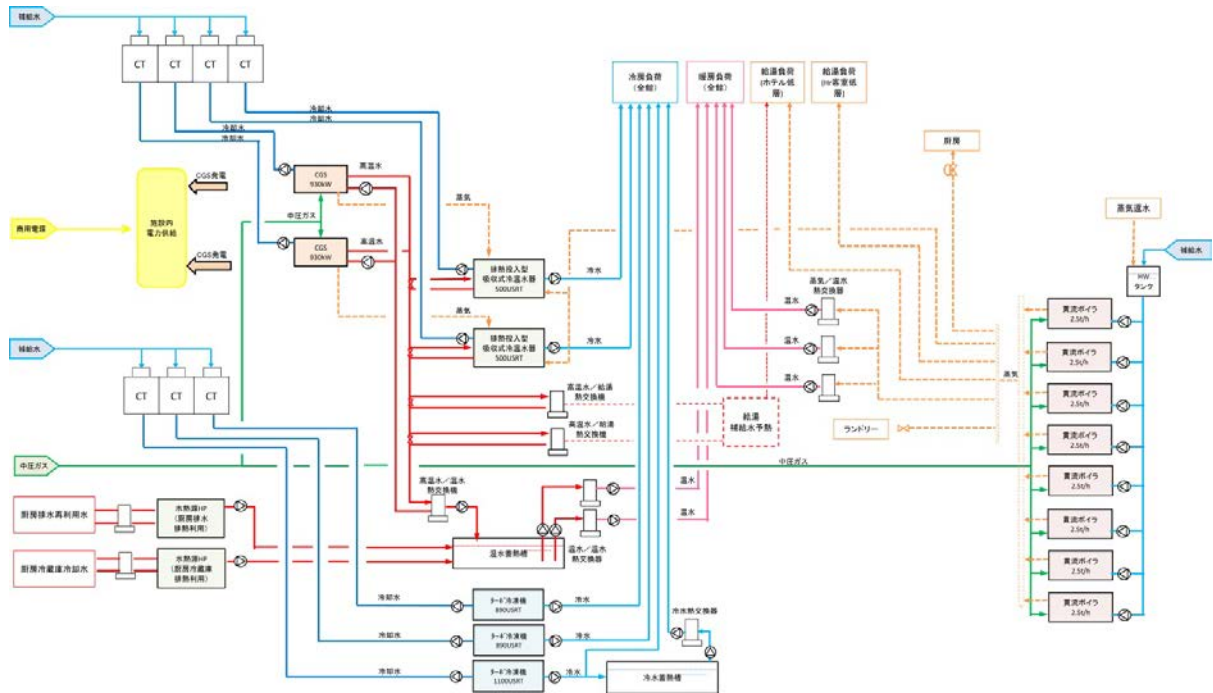 補給水
CT
CT
CT
CT
冷却水
冷却水
冷却水
冷却水
冷房負荷
(全館)
暖房負荷
(全館)
給湯負荷
(ホテル低
層)
給湯負荷
厨房
CGS発電
CGS発電
商用電源
施設内
電力供給
CGS
930kW
CGS
930kW
高温水
高温水
中圧ガス
蒸気
蒸気
排熱投入型
吸収式冷温水器
500USRT
排熱投入型
吸収式冷温水器
500USRT
冷水
冷水
蒸気/温水
熱交換器
温水
温水
温水
蒸気温水
補給水
HW
タンク
蒸気
貫流ボイラ
2.5t/h
貫流ボイラ
2.5t/h
貫流ボイラ
2.5t/h
貫流ボイラ
2.5t/h
貫流ボイラ
2.5t/h
貫流ボイラ
2.5t/h
貫流ボイラ
2.5t/h
貫流ボイラ
2.5t/h
補給水
CT
CT
CT
高温水/給湯
熱交換機
高温水/給湯
熱交換機
給湯
補給水予熱
ランドリー
中圧ガス
中圧ガス
高温水/温水
熱交換機
温水
温水
温水/温水
熱交換器
厨房排水再利用水
水熱源HP
(厨房排水
排熱利用)
厨房冷蔵庫冷却水
水熱源HP
(厨房冷蔵庫
排熱利用)
温水蓄熱槽
冷却水
ターボ冷凍機
890USRT
冷水
冷却水
ターボ冷凍機
890USRT
冷水
冷却水
ターボ冷凍機
1100USRT
冷水
冷水熱交換器
冷水蓄熱槽